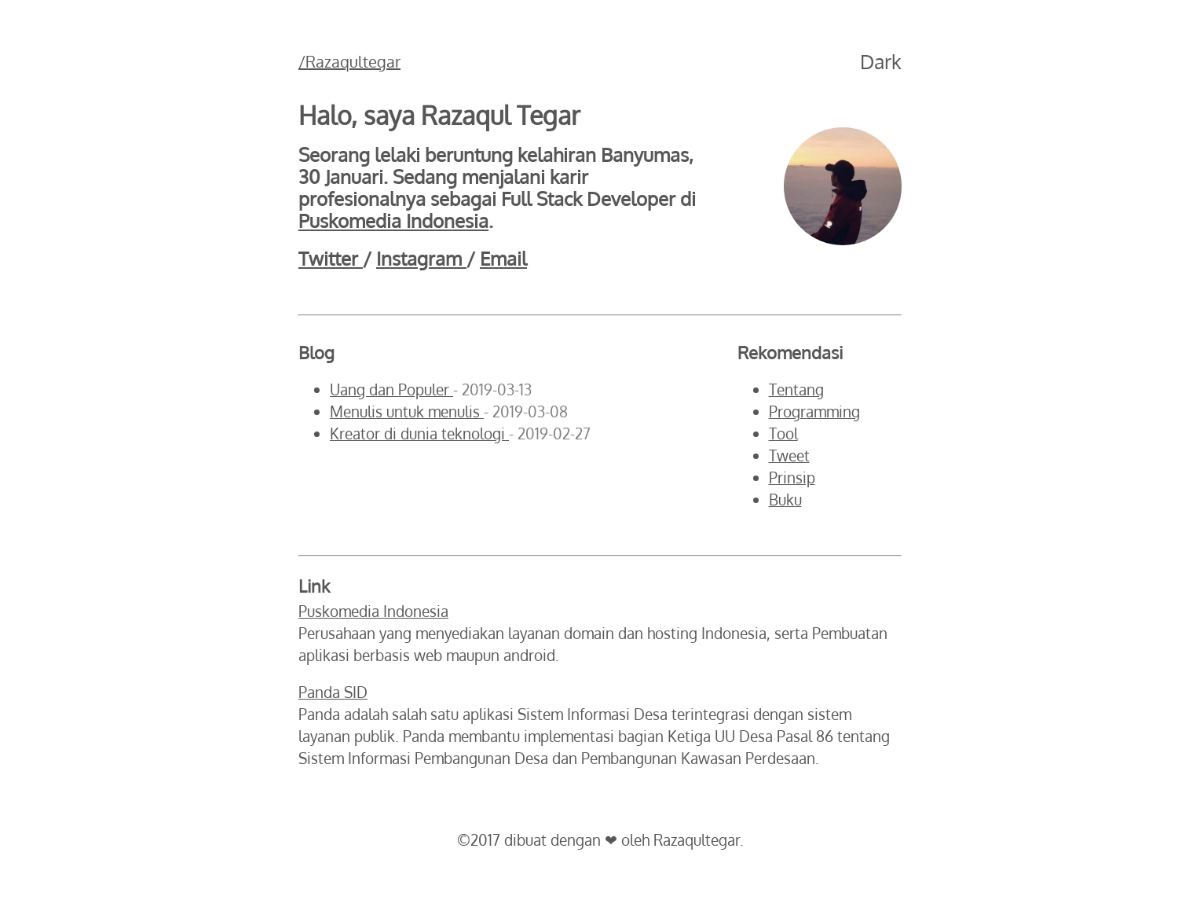 /Razaqultegar
Dark
Halo, saya Razaqul Tegar
Seorang lelaki beruntung kelahiran Banyumas,
30 Januari. Sedang menjalani karir
profesionalnya sebagai Full Stack Developer di
Puskomedia Indonesia.
Twitter / Instagram / Email
Blog
Uang dan Populer - 2019-03-13
Menulis untuk menulis - 2019-03-08
Kreator di dunia teknologi - 2019-02-27
Rekomendasi
Tentang
Programming
Tool
Tweet
Prinsip
Buku
Link
Puskomedia Indonesia
Perusahaan yang menyediakan layanan domain dan hosting Indonesia, serta Pembuatan
aplikasi berbasis web maupun android.
Panda SID
Panda adalah salah satu aplikasi Sistem Informasi Desa terintegrasi dengan sistem
layanan publik. Panda membantu implementasi bagian Ketiga UU Desa Pasal 86 tentang
Sistem Informasi Pembangunan Desa dan Pembangunan Kawasan Perdesaan.
©2017 dibuat dengan ❤ oleh Razaqultegar.